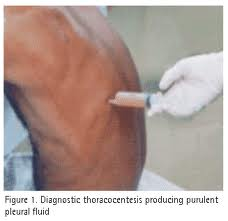 Figure 1. Diagnostic thoracocentesis producing purulent
pleural fluid